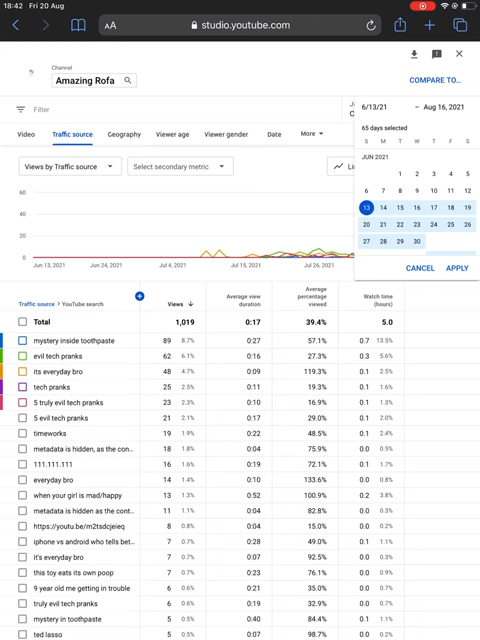 18:42 Fri 20 Aug
AA studio.youtube.com
Channel
Amazing Rofa
COMPARE TO...
Filter
6/13/21 – Aug 16, 2021
65 days selected
S M T W T F S
JUN 2021
1 2 3 4 5
6 7 8 9 10 11 12
13 14 15 16 17 18 19
20 21 22 23 24 25 26
27 28 29 30
CANCEL APPLY
Video Traffic source Geography Viewer age Viewer gender Date More
Views by Traffic source Select secondary metric
60
40
20
0
Jun 13, 2021 Jun 24, 2021 Jul 4, 2021 Jul 15, 2021 Jul 26, 2021
Traffic source > YouTube search Views Average view duration Average percentage viewed Watch time (hours)
Total 1,019 0:17 39.4% 5.0
mystery inside toothpaste 89 8.7% 0:27 57.1% 0.7 13.5%
evil tech pranks 62 6.1% 0:16 27.3% 0.3 5.6%
its everyday bro 48 4.7% 0:09 119.3% 0.1 2.5%
tech pranks 25 2.5% 0:11 19.3% 0.1 1.6%
5 truly evil tech pranks 23 2.3% 0:10 16.9% 0.1 1.3%
5 evil tech pranks 21 2.1% 0:17 29.0% 0.1 2.0%
timeworks 19 1.9% 0:22 48.5% 0.1 2.4%
metadata is hidden, as the con... 18 1.8% 0:04 75.9% 0.0 0.5%
111.111.111 16 1.6% 0:19 72.1% 0.1 1.7%
everyday bro 14 1.4% 0:10 133.6% 0.0 0.8%
when your girl is mad/happy 13 1.3% 0:52 100.9% 0.2 3.8%
metadata is hidden as the cont... 11 1.1% 0:04 82.8% 0.0 0.3%
https://youtu.be/m2tsdcjeieq 8 0.8% 0:04 15.0% 0.0 0.2%
iphone vs android who tells bet... 7 0.7% 0:28 49.0% 0.1 1.1%
it's everyday bro 7 0.7% 0:07 92.5% 0.0 0.3%
this toy eats its own poop 7 0.7% 0:23 76.1% 0.0 0.9%
9 year old me getting in trouble 6 0.6% 0:21 35.0% 0.0 0.7%
truly evil tech pranks 6 0.6% 0:19 32.9% 0.0 0.7%
mystery in toothpaste 5 0.5% 0:40 84.4% 0.1 1.1%
ted lasso 5 0.5% 0:07 98.7% 0.0 0.2%